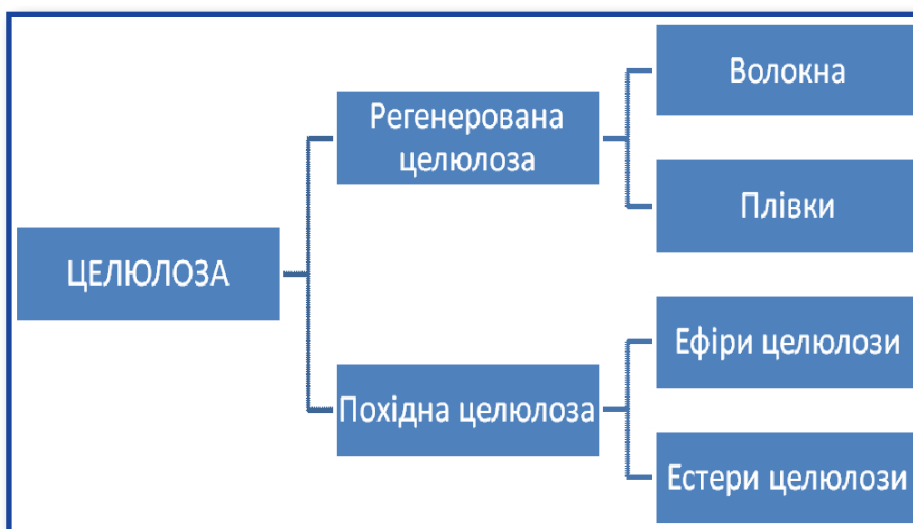 ЦЕЛЮЛОЗА
Регенерована
целюлоза
Волокна
Плівки
Похідна целюлоза
Ефіри целюлози
Естери целюлози